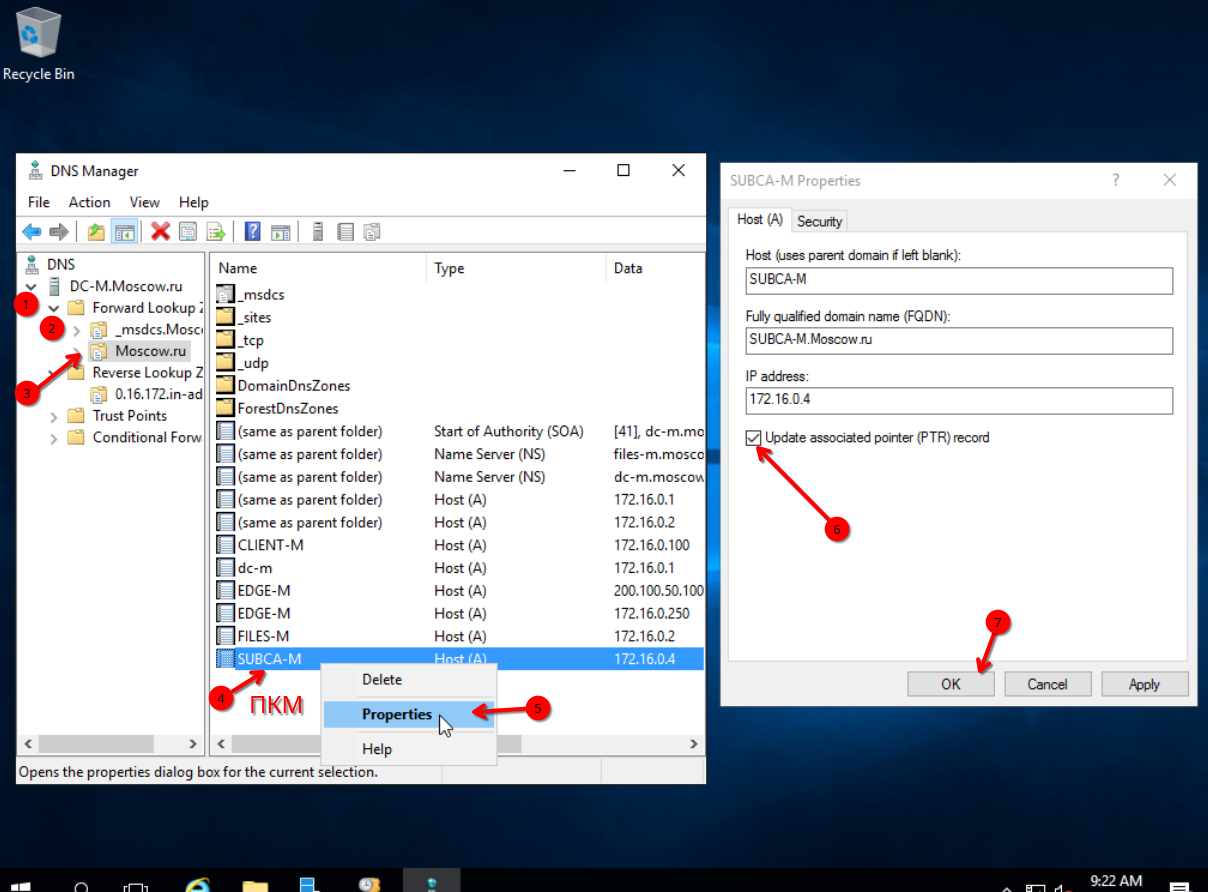 Recycle Bin
DNS Manager
File Action View Help
DNS
DC-M.Moscow.ru
1
Forward Lookup Z
2
_msdcs.Mosc
Moscow.ru
3
Reverse Lookup Z
0.16.172.in-ad
Trust Points
Conditional Forw
Name Type Data
_msdcs
_sites
_tcp
_udp
DomainDnsZones
ForestDnsZones
(same as parent folder) Start of Authority (SOA) [41], dc-m.mo
(same as parent folder) Name Server (NS) files-m.mosco
(same as parent folder) Name Server (NS) dc-m.moscow
(same as parent folder) Host (A) 172.16.0.1
(same as parent folder) Host (A) 172.16.0.2
CLIENT-M Host (A) 172.16.0.100
dc-m Host (A) 172.16.0.1
EDGE-M Host (A) 200.100.50.100
EDGE-M Host (A) 172.16.0.250
FILES-M Host (A) 172.16.0.2
SUBCA-M Host (A) 172.16.0.4
4
ПКМ
Delete
Properties
5
Help
Opens the properties dialog box for the current selection.
SUBCA-M Properties
?
Host (A) Security
Host (uses parent domain if left blank):
SUBCA-M
Fully qualified domain name (FQDN):
SUBCA-M.Moscow.ru
IP address:
172.16.0.4
Update associated pointer (PTR) record
6
7
OK Cancel Apply
9:22 AM